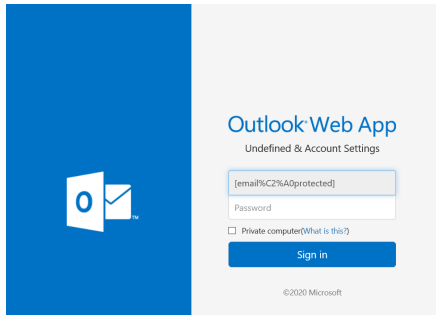 Outlook Web App
Undefined & Account Settings
[email%C2%A0protected]
O
TM
Password
Private computer(What is this?)
Sign in
©2020 Microsoft